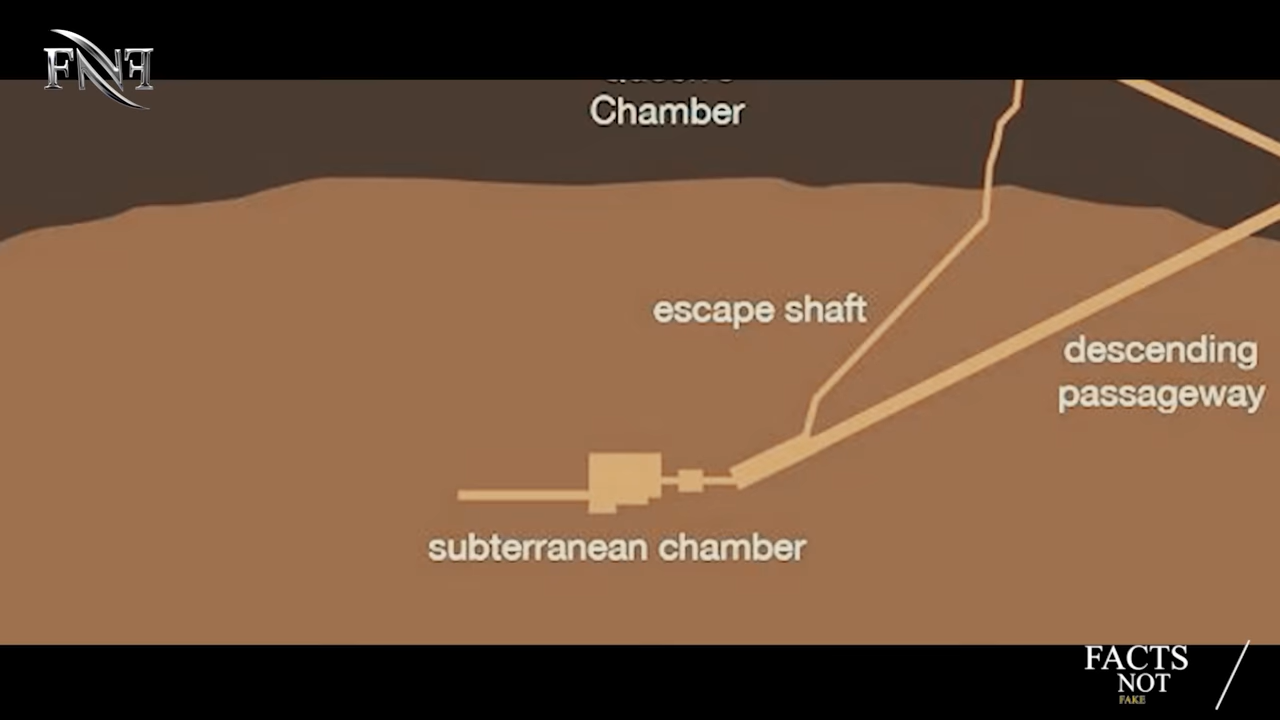 FNF
Chamber
escape shaft
descending
passageway
subterranean chamber
FACTS
NOT
FAKE